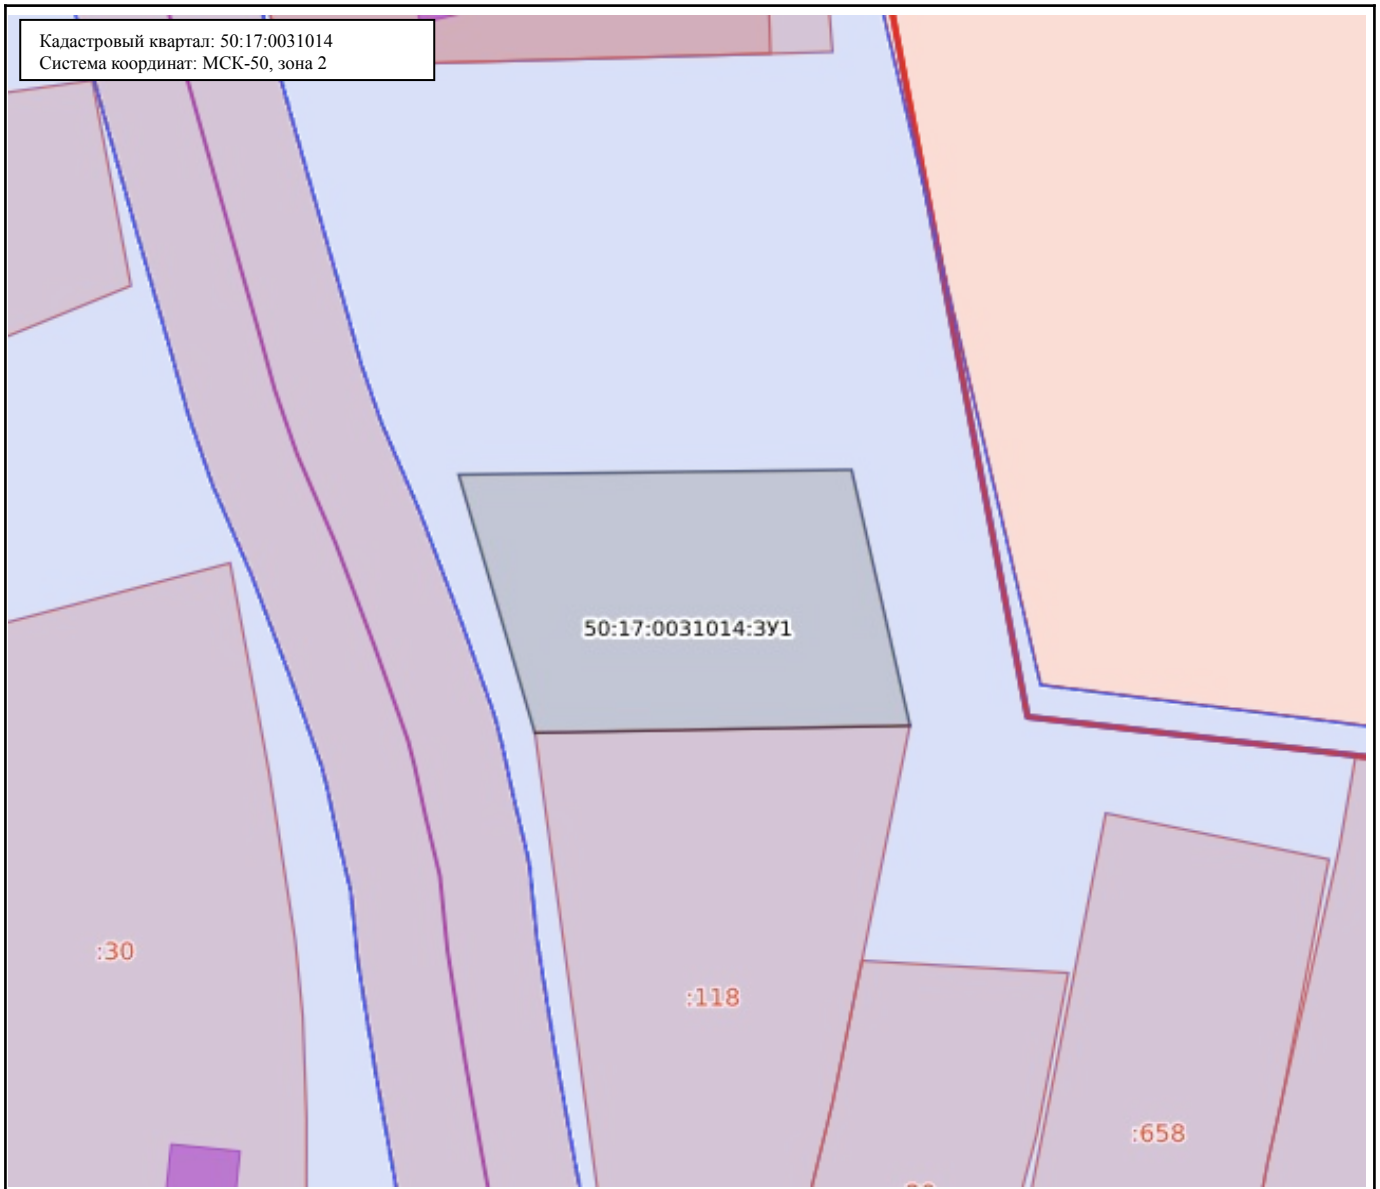 Кадастровый квартал: 50:17:0031014
Система координат: МСК-50, зона 2
50:17:0031014:ЗУ1
:30
:118
:658